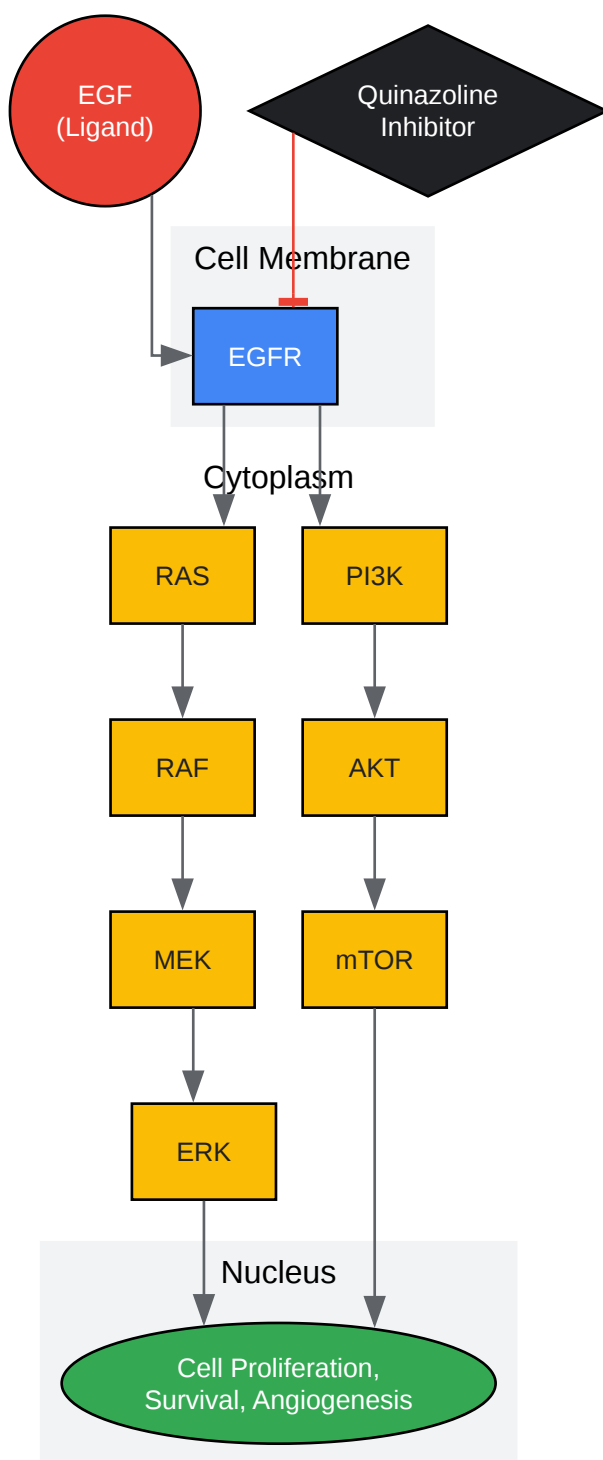 EGF
(Ligand)
Quinazoline
Inhibitor
Cell Membrane
EGFR
Cytoplasm
RAS
PI3K
RAF
AKT
MEK
mTOR
ERK
Nucleus
Cell Proliferation,
Survival, Angiogenesis